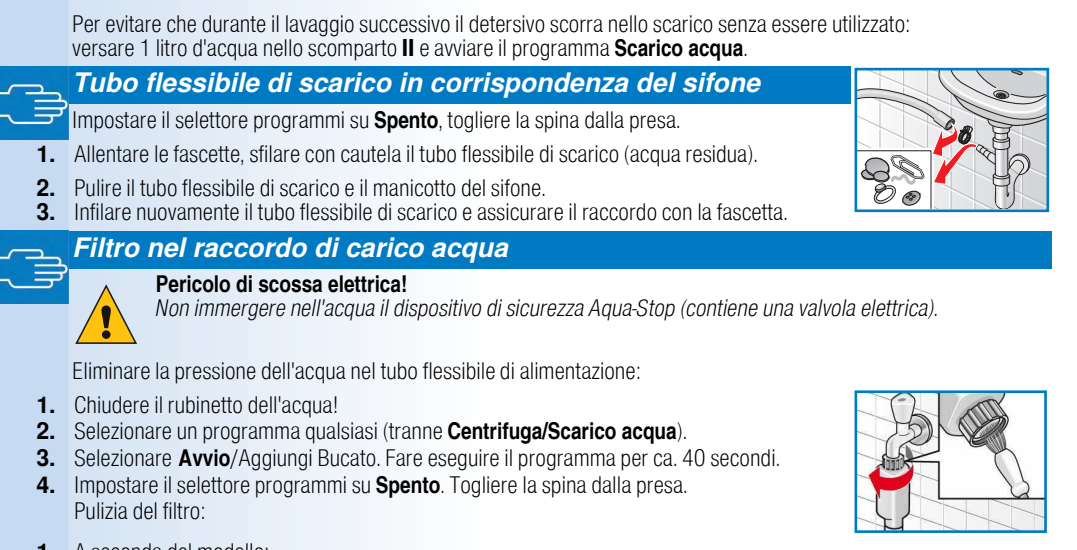 Per evitare che durante il lavaggio successivo il detersivo scorra nello scarico senza essere utilizzato:
versare 1 litro d'acqua nello scomparto II e avviare il programma Scarico acqua.
Tubo flessibile di scarico in corrispondenza del sifone
Impostare il selettore programmi su Spento, togliere la spina dalla presa.
1. Allentare le fascette, sfilare con cautela il tubo flessibile di scarico (acqua residua).
2. Pulire il tubo flessibile di scarico e il manicotto del sifone.
3. Infilare nuovamente il tubo flessibile di scarico e assicurare il raccordo con la fascetta.
Filtro nel raccordo di carico acqua
Pericolo di scossa elettrica!
Non immergere nell'acqua il dispositivo di sicurezza Aqua-Stop (contiene una valvola elettrica).
Eliminare la pressione dell'acqua nel tubo flessibile di alimentazione:
1. Chiudere il rubinetto dell'acqua!
2. Selezionare un programma qualsiasi (tranne Centrifuga/Scarico acqua).
3. Selezionare Avvio/Aggiungi Bucato. Fare eseguire il programma per ca. 40 secondi.
4. Impostare il selettore programmi su Spento. Togliere la spina dalla presa.
Pulizia del filtro:
1. A seconda del modello: